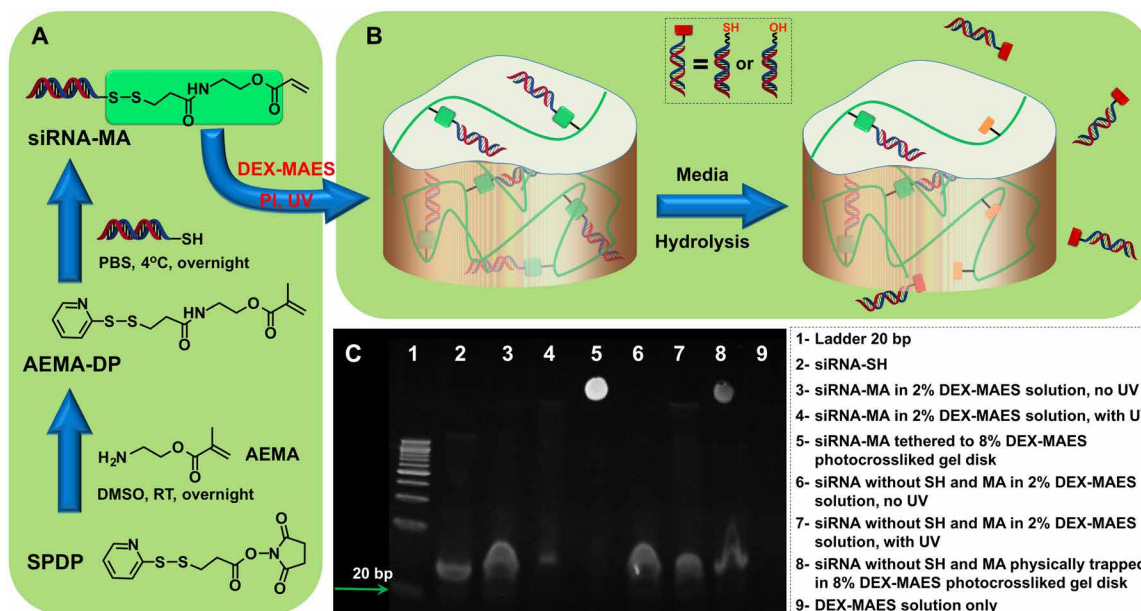 A
S-S
O
NH
O
O
siRNA-MA
DEX-MAES
PI, UV
SH
PBS, 4ºC, overnight
N
S-S
O
NH
O
O
AEMA-DP
H2N
O
O
AEMA
DMSO, RT, overnight
SPDP
N
S-S
O
O
N
O
O
B
SH
OH
= or
Media
Hydrolysis
C
1 2 3 4 5 6 7 8 9
20 bp
1- Ladder 20 bp
2- siRNA-SH
3- siRNA-MA in 2% DEX-MAES solution, no UV
4- siRNA-MA in 2% DEX-MAES solution, with U
5- siRNA-MA tethered to 8% DEX-MAES
photocrossliked gel disk
6- siRNA without SH and MA in 2% DEX-MAES
solution, no UV
7- siRNA without SH and MA in 2% DEX-MAES
solution, with UV
8- siRNA without SH and MA physically trapped
in 8% DEX-MAES photocrossliked gel disk
9- DEX-MAES solution only